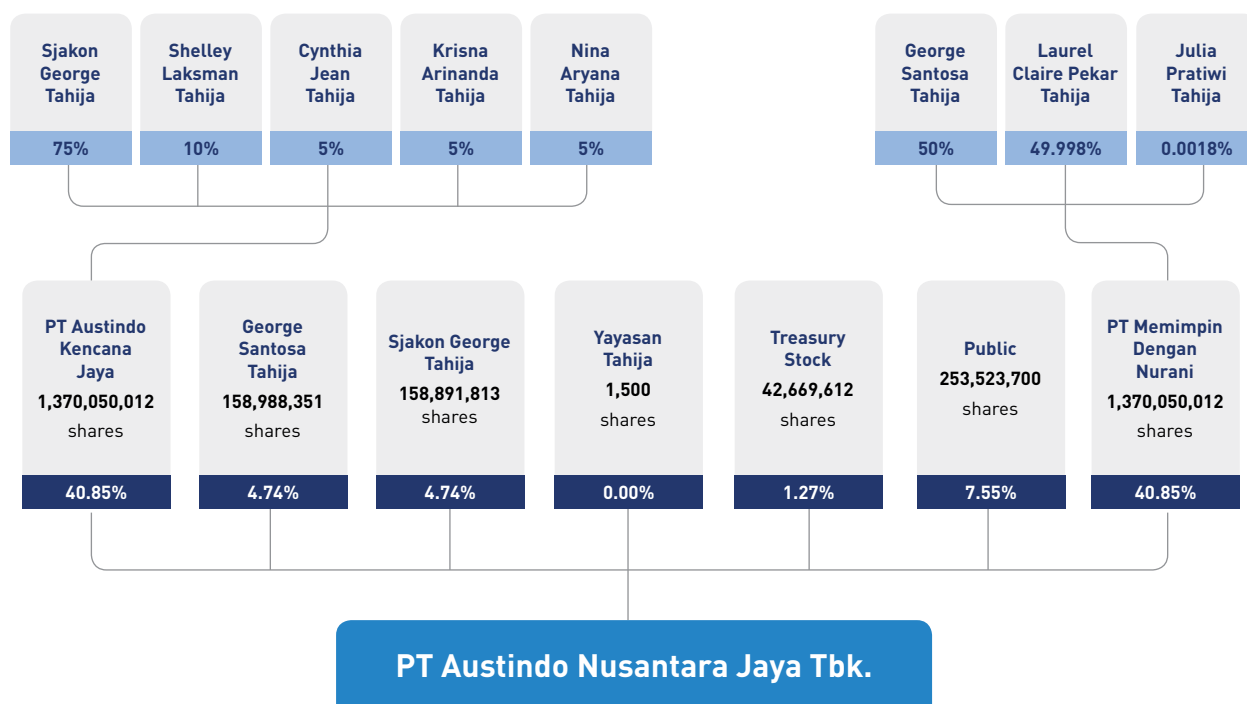 Sjakon
George
Tahija
75%
Shelley
Laksman
Tahija
10%
Cynthia
Jean
Tahija
5%
Krisna
Arinanda
Tahija
5%
Nina
Aryana
Tahija
5%
George
Santosa
Tahija
50%
Laurel
Claire Pekar
Tahija
49.998%
Julia
Pratiwi
Tahija
0.0018%
PT Austindo
Kencana
Jaya
1,370,050,012
shares
40.85%
George
Santosa
Tahija
158,988,351
shares
4.74%
Sjakon George
Tahija
158,891,813
shares
4.74%
Yayasan
Tahija
1,500
shares
0.00%
Treasury
Stock
42,669,612
shares
1.27%
Public
253,523,700
shares
7.55%
PT Memimpin
Dengan
Nurani
1,370,050,012
shares
40.85%
PT Austindo Nusantara Jaya Tbk.